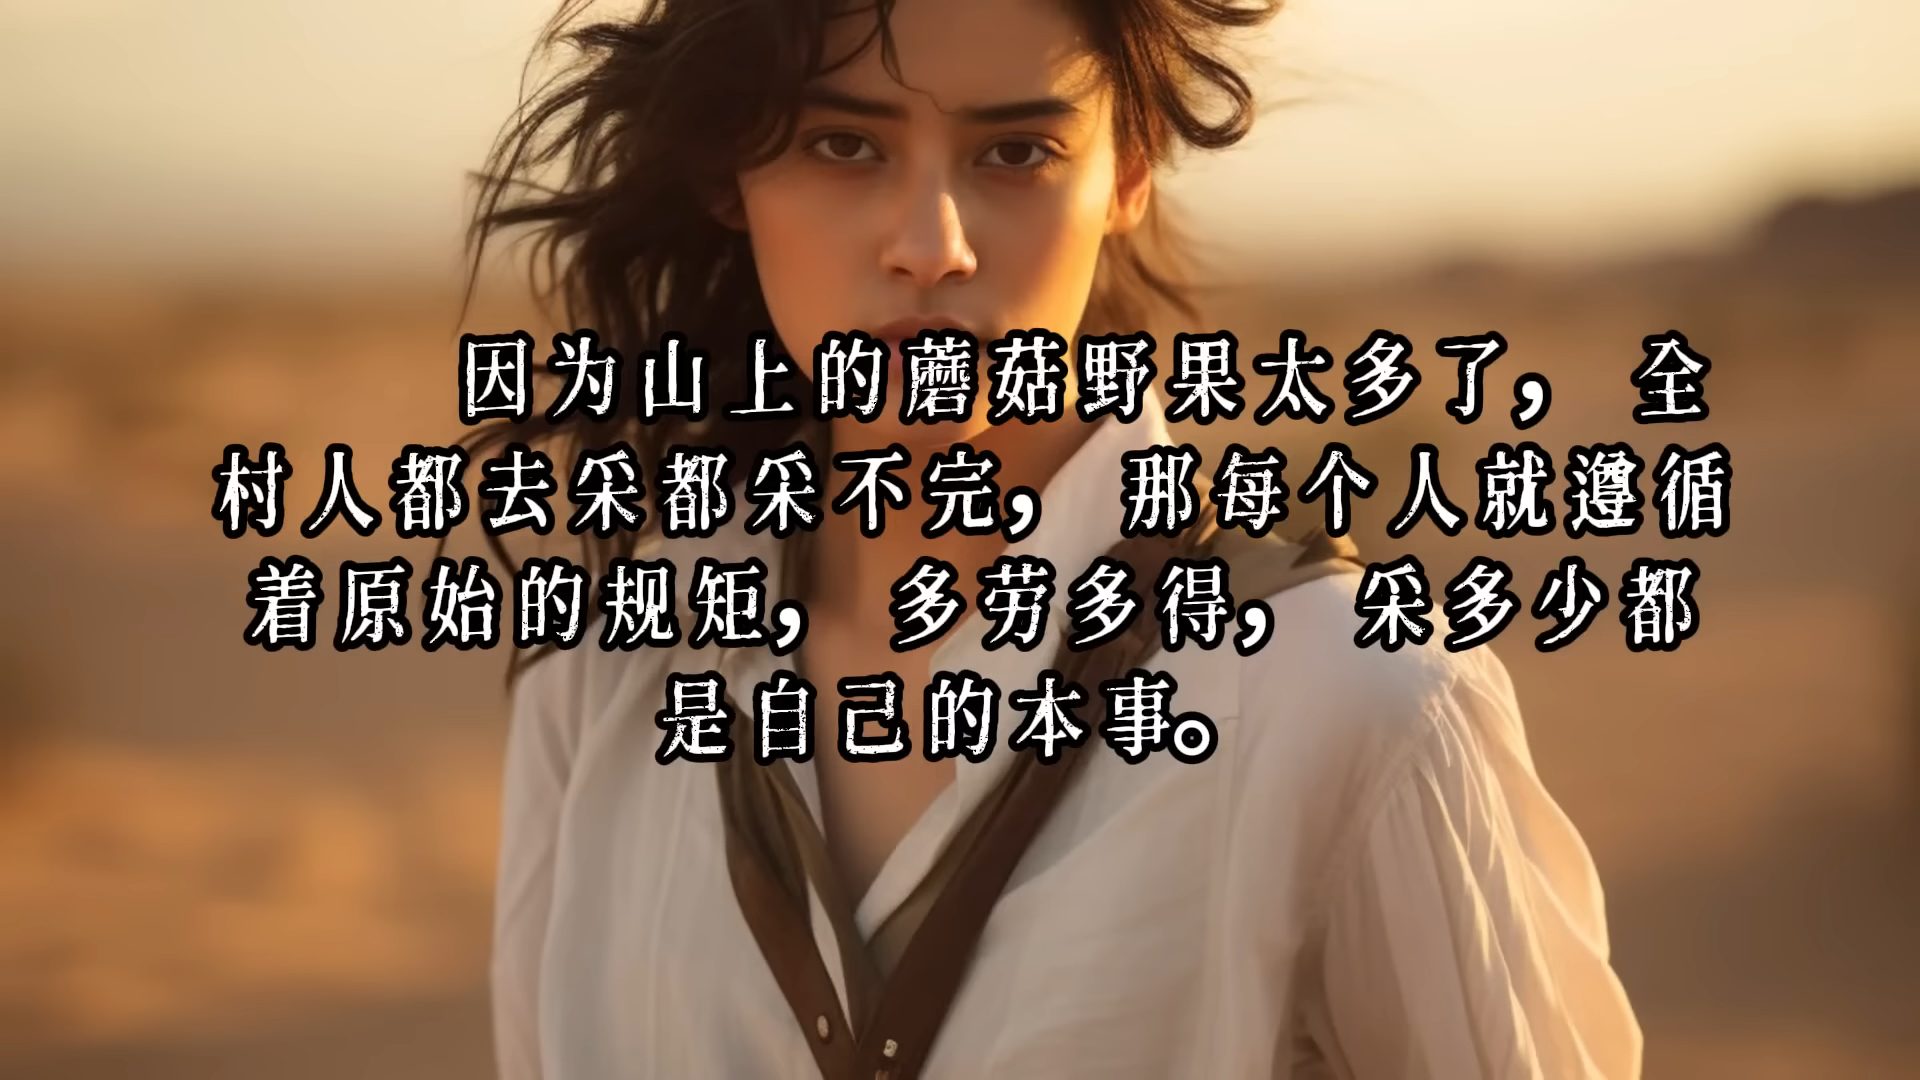 因为山上的蘑菇野果太多了，全
村人都去采都采不完，那每个人就遵循
着原始的规矩，多劳多得，采多少都
是自己的本事。